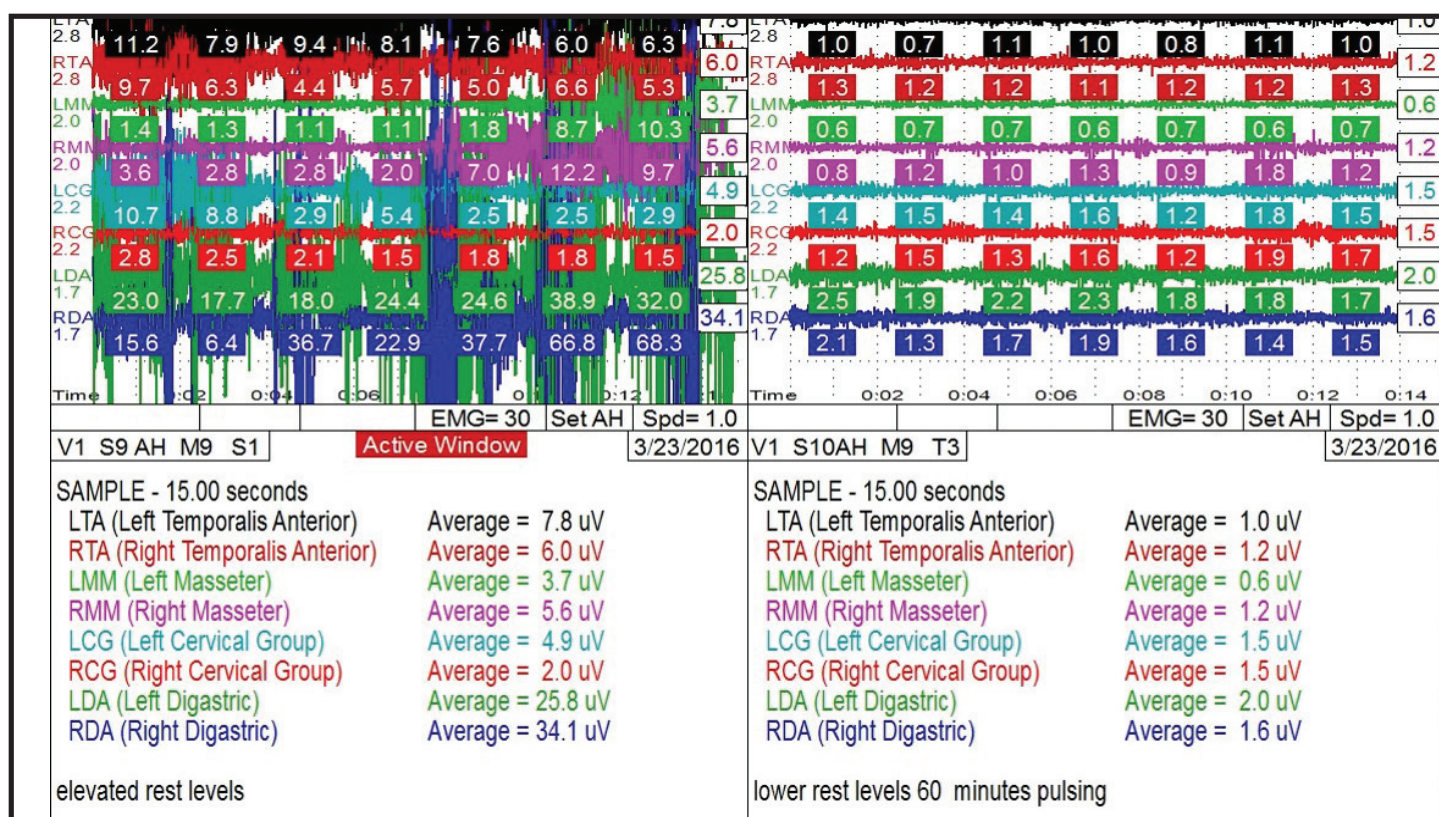 LTA 7.8
2.8 11.2 7.9 9.4 8.1 7.6 6.0 6.3
RTA 6.0
2.8 9.7 6.3 4.4 5.7 5.0 6.6 5.3
LMM 3.7
2.0 1.4 1.3 1.1 1.1 1.8 8.7 10.3
RMM 5.6
2.0 3.6 2.8 2.8 2.0 7.0 12.2 9.7
LCG 4.9
2.2 10.7 8.8 2.9 5.4 2.5 2.5 2.9
RCG 2.0
2.2 2.8 2.5 2.1 1.5 1.8 1.8 1.5
LDA 25.8
1.7 23.0 17.7 18.0 24.4 24.6 38.9 32.0
RDA 34.1
1.7 15.6 6.4 36.7 22.9 37.7 66.8 68.3
Time 0:02 0:04 0:06 0:12
EMG= 30 Set AH Spd= 1.0
V1 S9 AH M9 S1 Active Window 3/23/2016
SAMPLE - 15.00 seconds
LTA (Left Temporalis Anterior) Average = 7.8 uV
RTA (Right Temporalis Anterior) Average = 6.0 uV
LMM (Left Masseter) Average = 3.7 uV
RMM (Right Masseter) Average = 5.6 uV
LCG (Left Cervical Group) Average = 4.9 uV
RCG (Right Cervical Group) Average = 2.0 uV
LDA (Left Digastric) Average = 25.8 uV
RDA (Right Digastric) Average = 34.1 uV
elevated rest levels
LTA 1.0
2.8 1.0 0.7 1.1 1.0 0.8 1.1 1.0
RTA 1.2
2.8 1.3 1.2 1.2 1.1 1.2 1.2 1.3
LMM 0.6
2.0 0.6 0.7 0.7 0.6 0.7 0.6 0.7
RMM 1.2
2.0 0.8 1.2 1.0 1.3 0.9 1.8 1.2
LCG 1.5
2.2 1.4 1.5 1.4 1.6 1.2 1.8 1.5
RCG 1.5
2.2 1.2 1.5 1.3 1.6 1.2 1.9 1.7
LDA 2.0
1.7 2.5 1.9 2.2 2.3 1.8 1.8 1.7
RDA 1.6
1.7 2.1 1.3 1.7 1.9 1.6 1.4 1.5
Time 0:02 0:04 0:06 0:08 0:10 0:12 0:14
EMG= 30 Set AH Spd= 1.0
V1 S10AH M9 T3 3/23/2016
SAMPLE - 15.00 seconds
LTA (Left Temporalis Anterior) Average = 1.0 uV
RTA (Right Temporalis Anterior) Average = 1.2 uV
LMM (Left Masseter) Average = 0.6 uV
RMM (Right Masseter) Average = 1.2 uV
LCG (Left Cervical Group) Average = 1.5 uV
RCG (Right Cervical Group) Average = 1.5 uV
LDA (Left Digastric) Average = 2.0 uV
RDA (Right Digastric) Average = 1.6 uV
lower rest levels 60 minutes pulsing